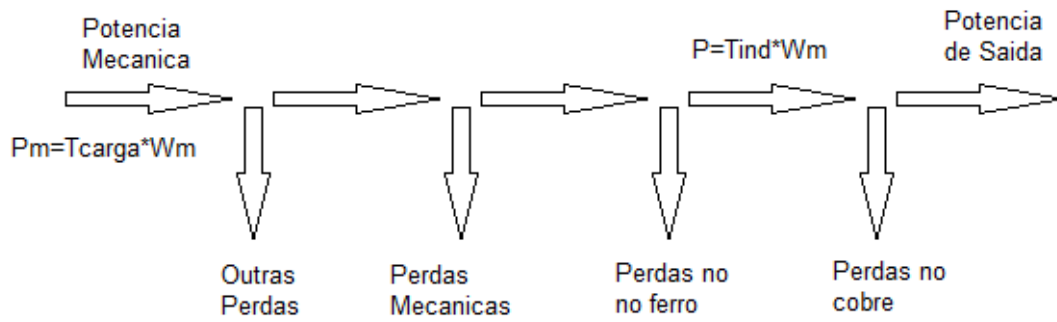 Potencia
Mecanica
P=Tind*Wm
Potencia
de Saida
Pm=Tcarga*Wm
Outras
Perdas
Perdas
Mecanicas
Perdas no
no ferro
Perdas no
cobre